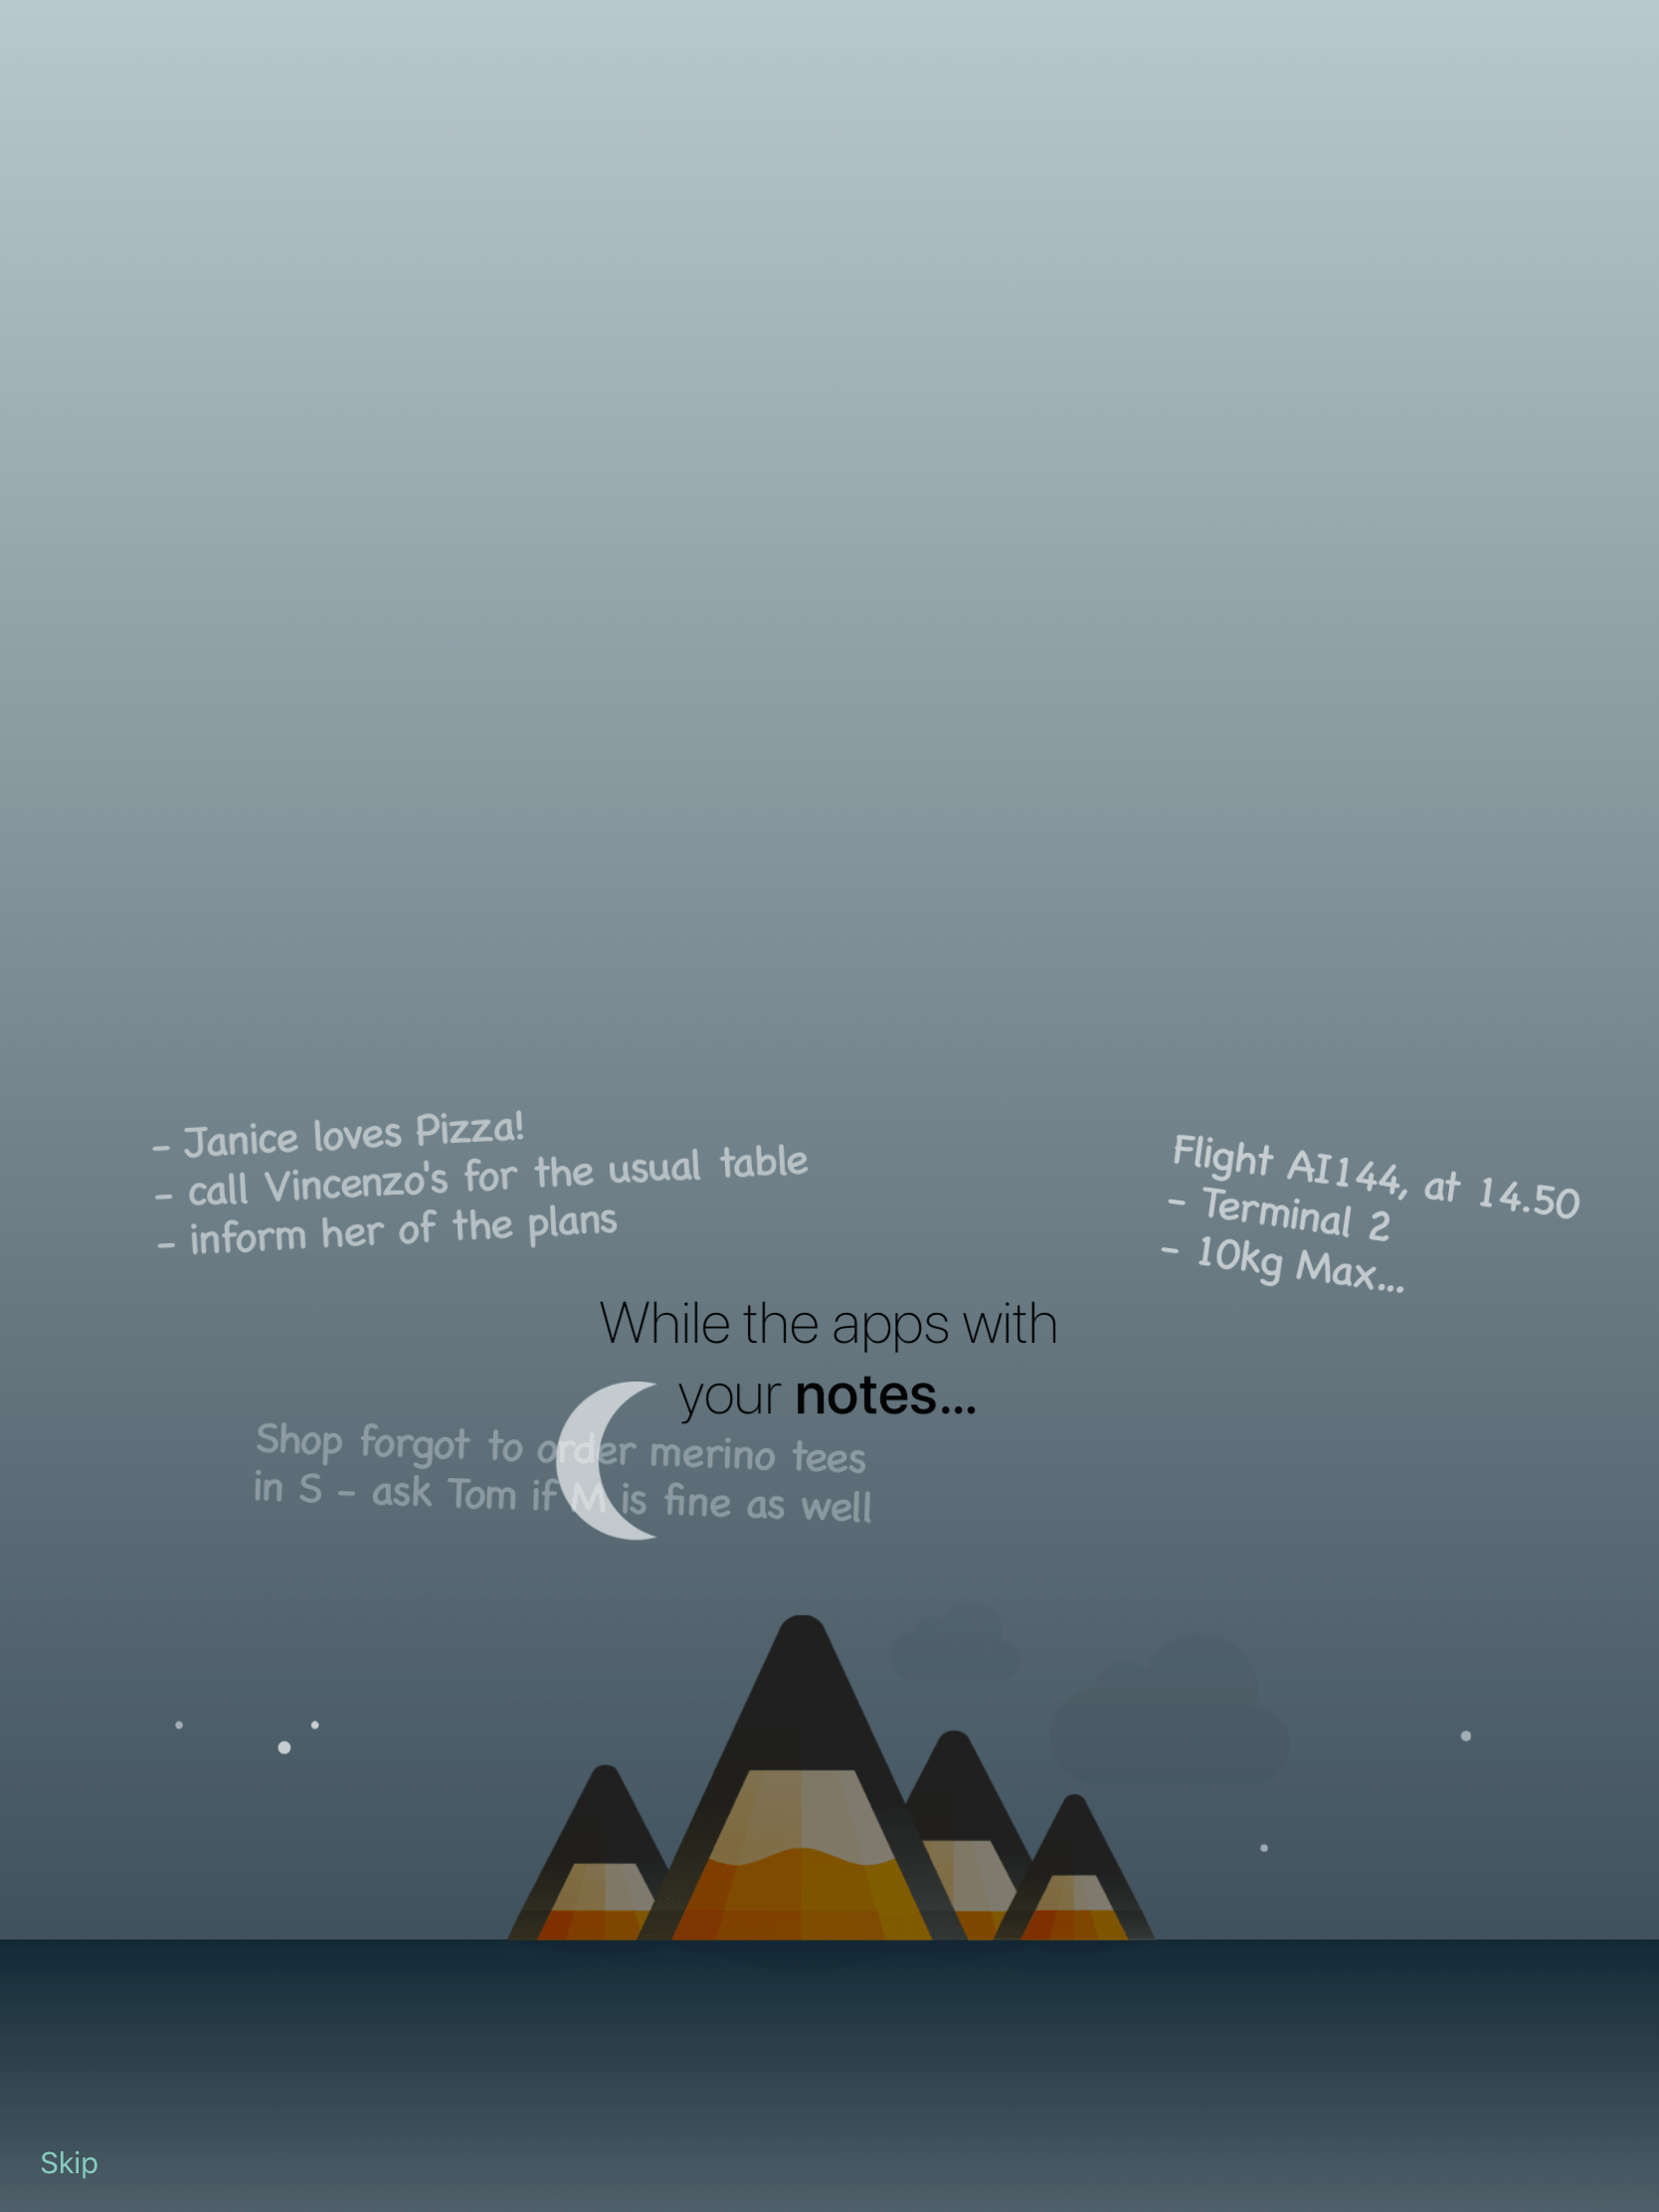 - Janice loves Pizza!
- call Vincenzo's for the usual table
- inform her of the plans
Flight AI144, at 14.50
- Terminal 2
- 10kg Max...
While the apps with
your notes...
Shop forgot to order merino tees
in S - ask Tom if M is fine as well
Skip